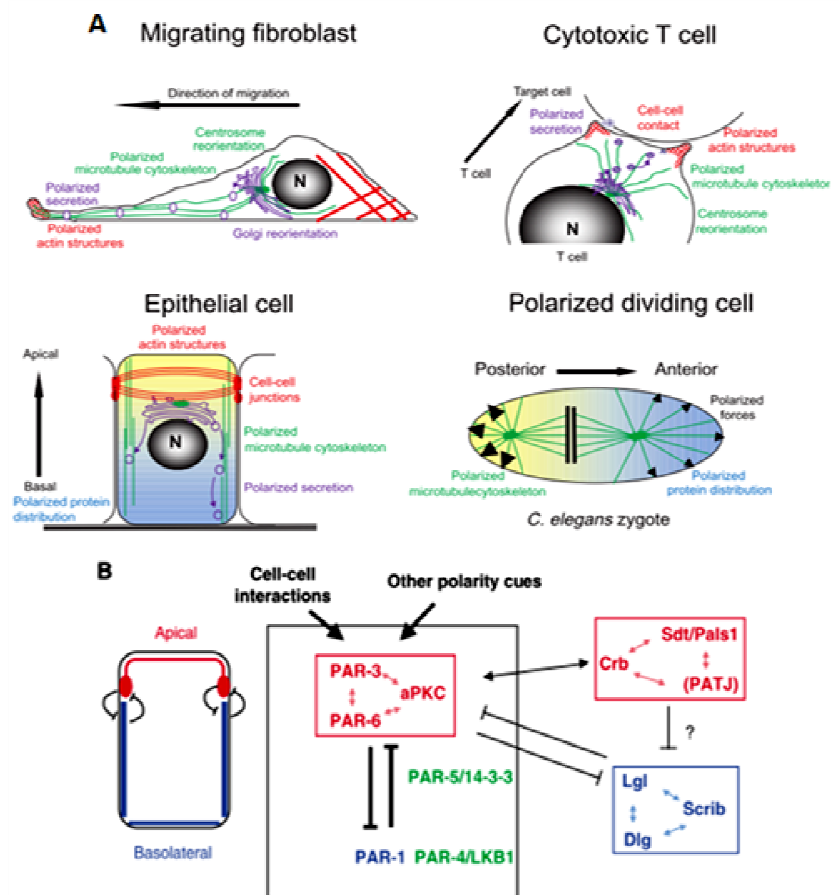 A
Migrating fibroblast
Direction of migration
Centrosome
reorientation
Polarized
microtubule cytoskeleton
Polarized
secretion
N
Polarized
actin structures
Golgi reorientation
Cytotoxic T cell
Target cell
Polarized
secretion
Cell-cell
contact
Polarized
actin structures
T cell
Polarized
microtubule cytoskeleton
Centrosome
reorientation
N
T cell
Epithelial cell
Polarized
actin structures
Apical
Cell-cell
junctions
N
Polarized
microtubule cytoskeleton
Basal
Polarized protein
distribution
Polarized secretion
Polarized dividing cell
Posterior
Anterior
Polarized
forces
Polarized
microtubulecytoskeleton
Polarized
protein distribution
C. elegans zygote
B
Cell-cell
interactions
Other polarity cues
Apical
Basolateral
PAR-3
aPKC
PAR-6
PAR-5/14-3-3
PAR-1 PAR-4/LKB1
Sdt/Pals1
Crb
(PATJ)
?
Lgl
Scrib
Dlg